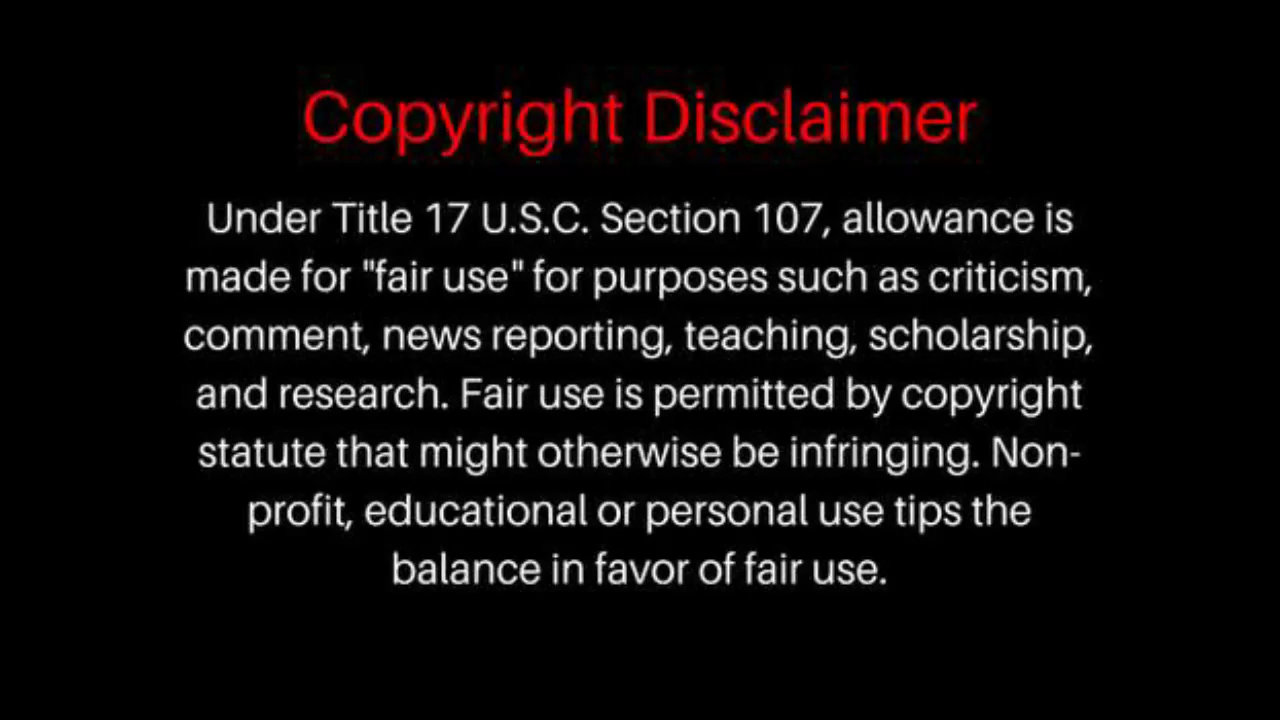 Copyright Disclaimer
Under Title 17 U.S.C. Section 107, allowance is
made for "fair use" for purposes such as criticism,
comment, news reporting, teaching, scholarship,
and research. Fair use is permitted by copyright
statute that might otherwise be infringing. Non-
profit, educational or personal use tips the
balance in favor of fair use.